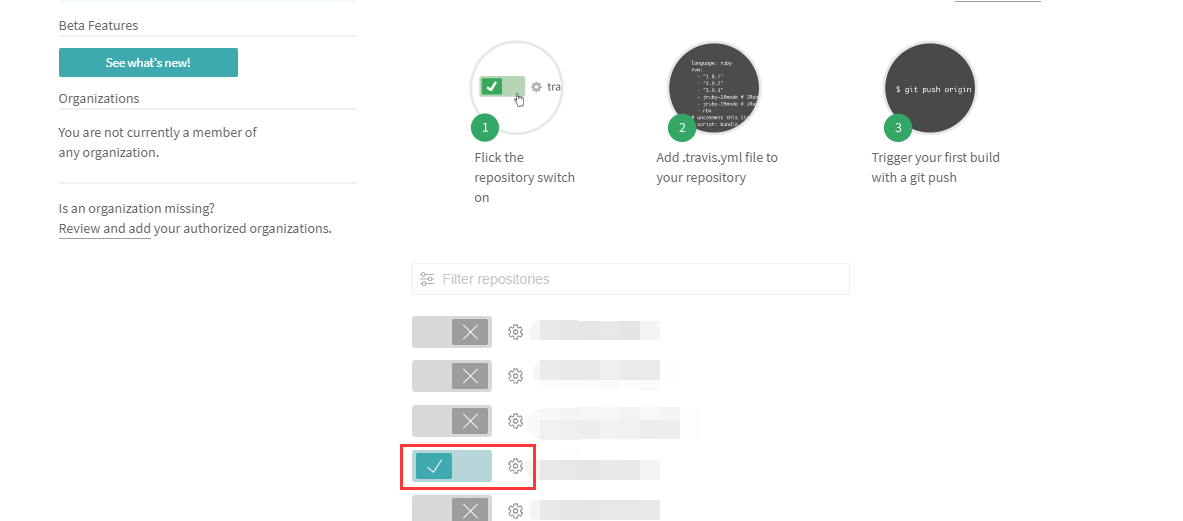 Beta Features
See what's new!
Organizations
You are not currently a member of
any organization.
Is an organization missing?
Review and add your authorized organizations.
tra
1
Flick the
repository switch
on
language: ruby
rvm:
- "1.8.7"
- "1.9.2"
- "1.9.3"
- jruby-18mode # JRu
- jruby-19mode # JRu
- rbx
# uncomment this li
script: bundle
2
Add .travis.yml file to
your repository
$ git push origin
3
Trigger your first build
with a git push
Filter repositories